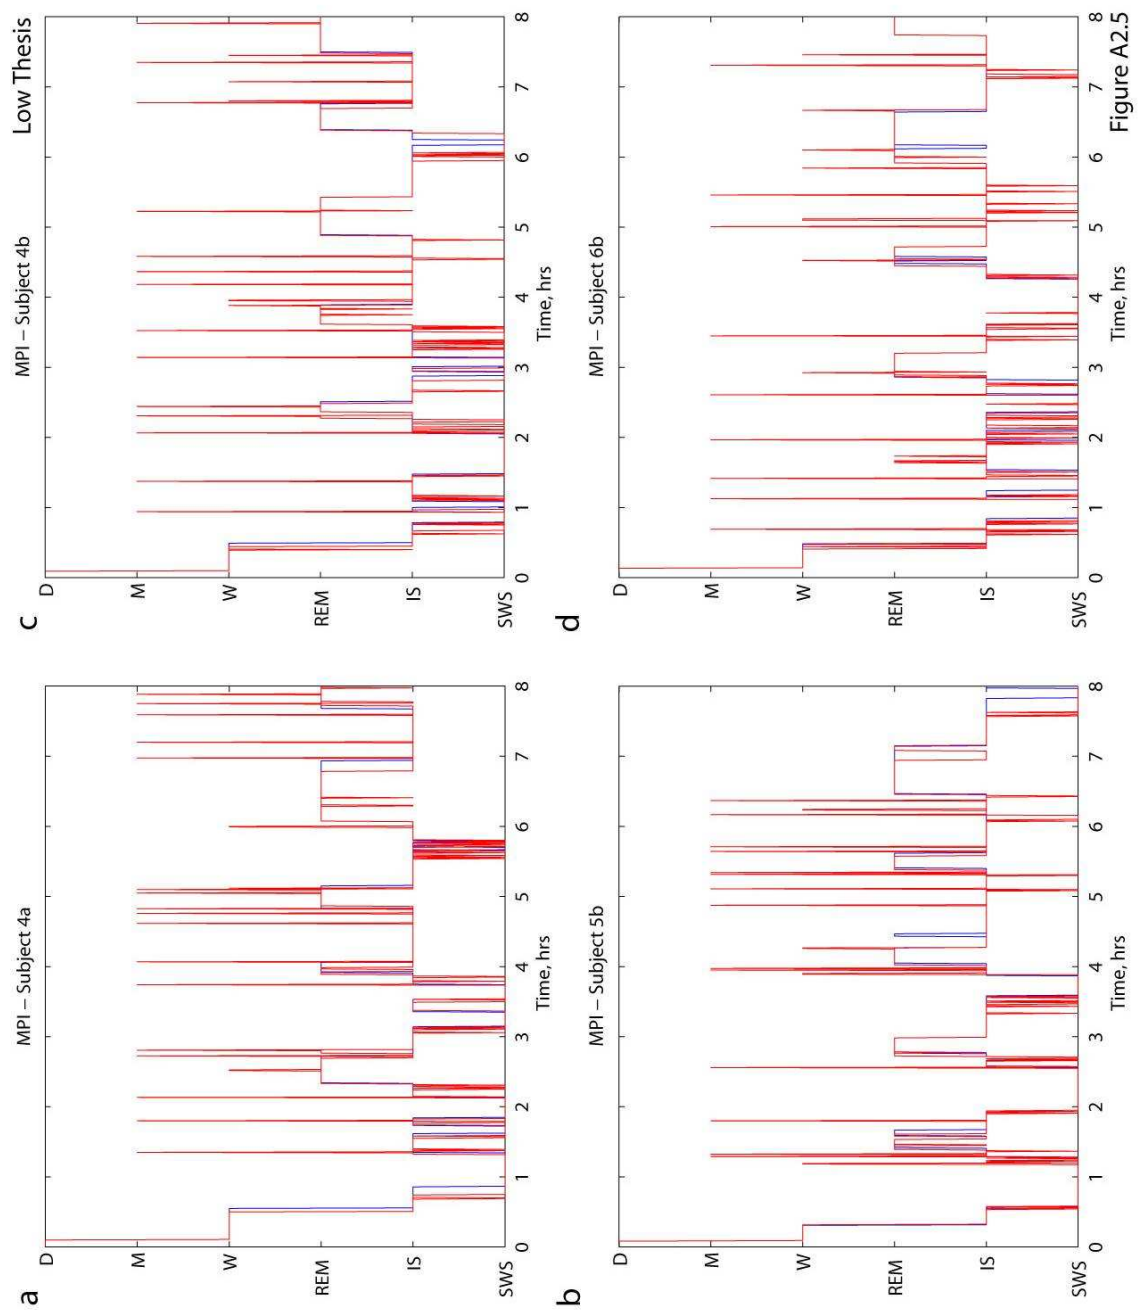 Low Thesis
a
MPI – Subject 4a
D
M
W
REM
IS
SWS
0 1 2 3 4 5 6 7 8
Time, hrs
c
MPI – Subject 4b
D
M
W
REM
IS
SWS
0 1 2 3 4 5 6 7 8
Time, hrs
b
MPI – Subject 5b
D
M
W
REM
IS
SWS
0 1 2 3 4 5 6 7 8
Time, hrs
d
MPI – Subject 6b
D
M
W
REM
IS
SWS
0 1 2 3 4 5 6 7 8
Time, hrs
Figure A2.5